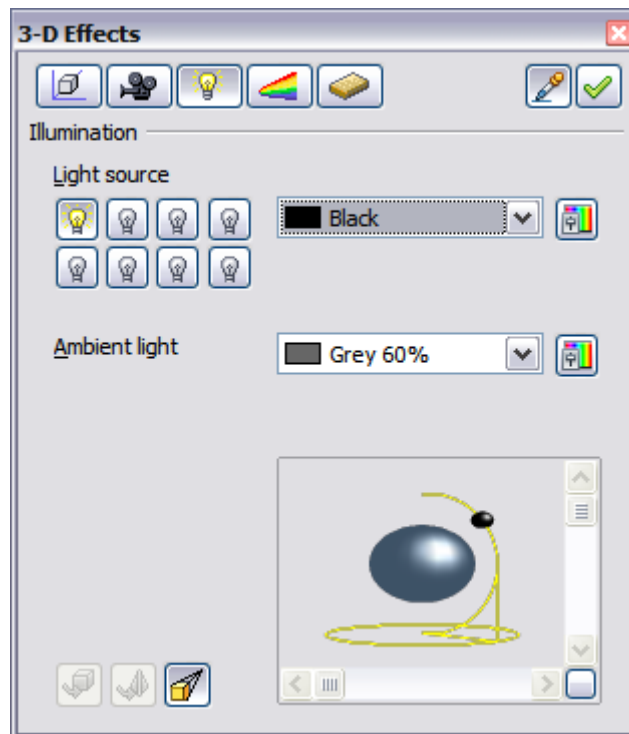 3-D Effects
Illumination
Light source
Black
Ambient light
Grey 60%